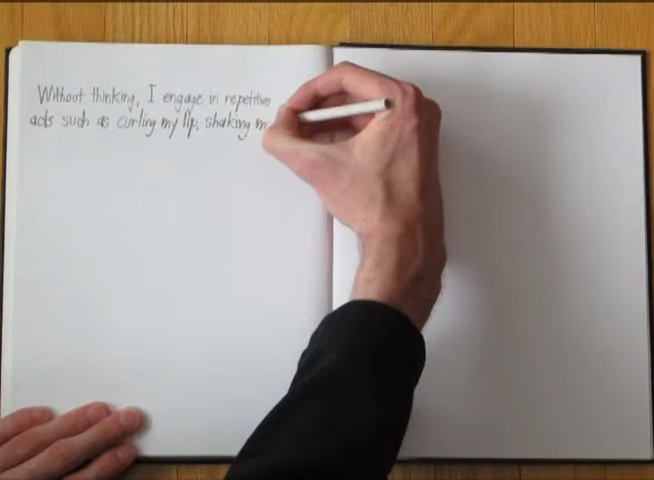 Without thinking, I engage in repetitive
acts such as curling my lip, shaking m